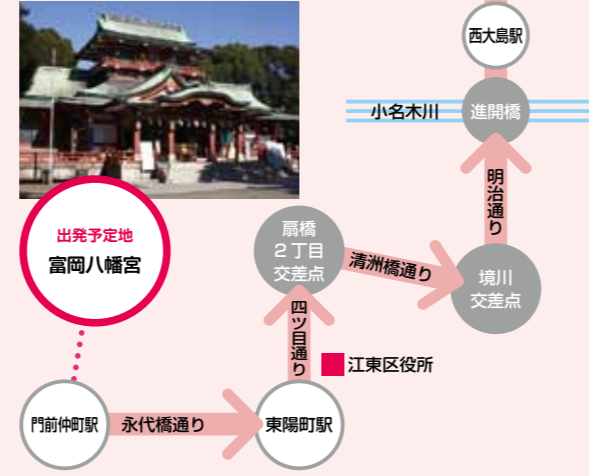 西大島駅
小名木川
進開橋
明治通り
出発予定地
富岡八幡宮
扇橋
2丁目
交差点
清洲橋通り
境川
交差点
四ツ目通り
江東区役所
門前仲町駅
永代橋通り
東陽町駅